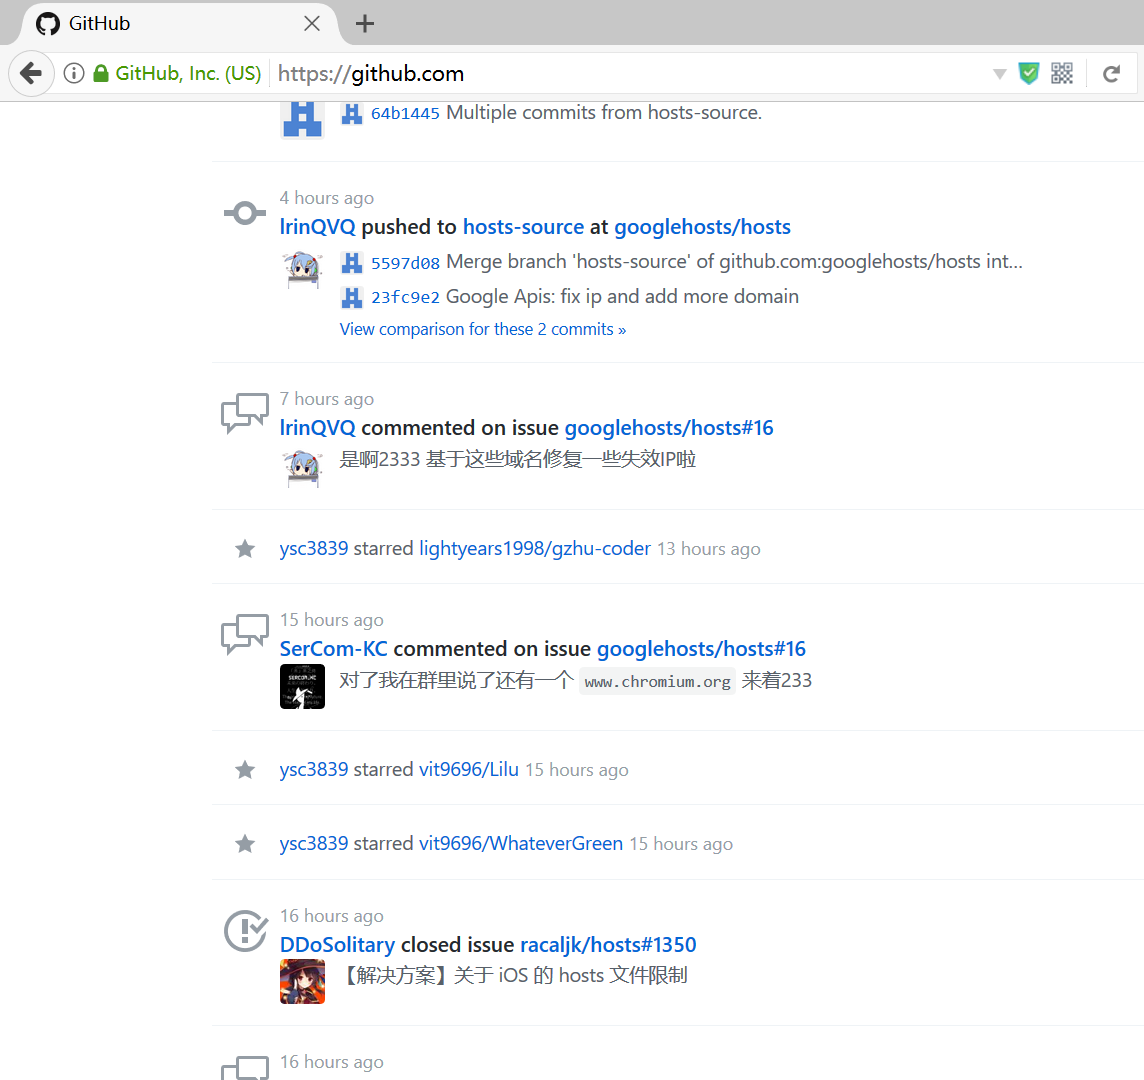 GitHub
GitHub, Inc. (US) https://github.com
64b1445 Multiple commits from hosts-source.
4 hours ago
lrinQVQ pushed to hosts-source at googlehosts/hosts
5597d08 Merge branch 'hosts-source' of github.com:googlehosts/hosts int...
23fc9e2 Google Apis: fix ip and add more domain
View comparison for these 2 commits »
7 hours ago
lrinQVQ commented on issue googlehosts/hosts#16
是啊2333 基于这些域名修复一些失效IP啦
ysc3839 starred lightyears1998/gzhu-coder 13 hours ago
15 hours ago
SerCom-KC commented on issue googlehosts/hosts#16
SERCOM-KC
对了我在群里说了还有一个 www.chromium.org 来着233
ysc3839 starred vit9696/Lilu 15 hours ago
ysc3839 starred vit9696/WhateverGreen 15 hours ago
16 hours ago
DDoSolitary closed issue racaljk/hosts#1350
【解决方案】关于 iOS 的 hosts 文件限制
16 hours ago